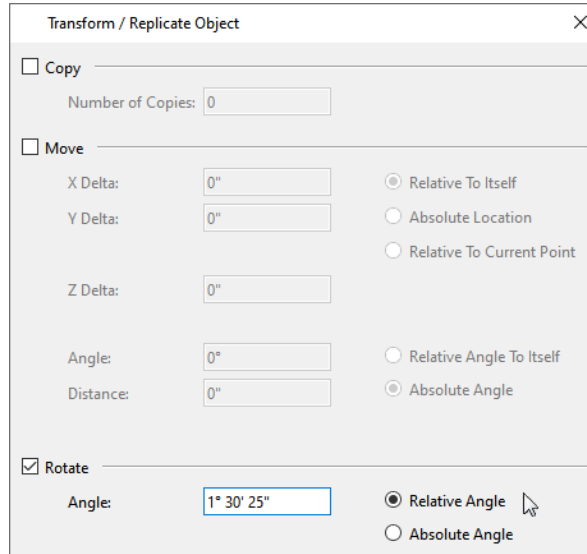 Transform / Replicate Object
Copy
Number of Copies: 0
Move
X Delta: 0" Relative To Itself
Y Delta: 0" Absolute Location
Relative To Current Point
Z Delta: 0"
Angle: 0° Relative Angle To Itself
Distance: 0" Absolute Angle
Rotate
Angle: 1° 30' 25" Relative Angle
Absolute Angle